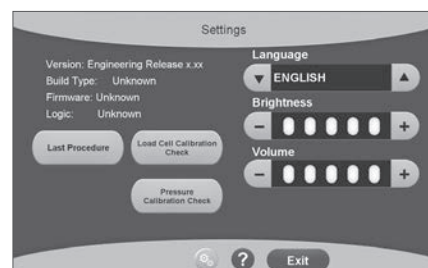 Settings
Version: Engineering Release x.xx
Build Type: Unknown
Firmware: Unknown
Logic: Unknown
Last Procedure
Load Cell Calibration
Check
Pressure
Calibration Check
Language
ENGLISH
Brightness
Volume
? Exit